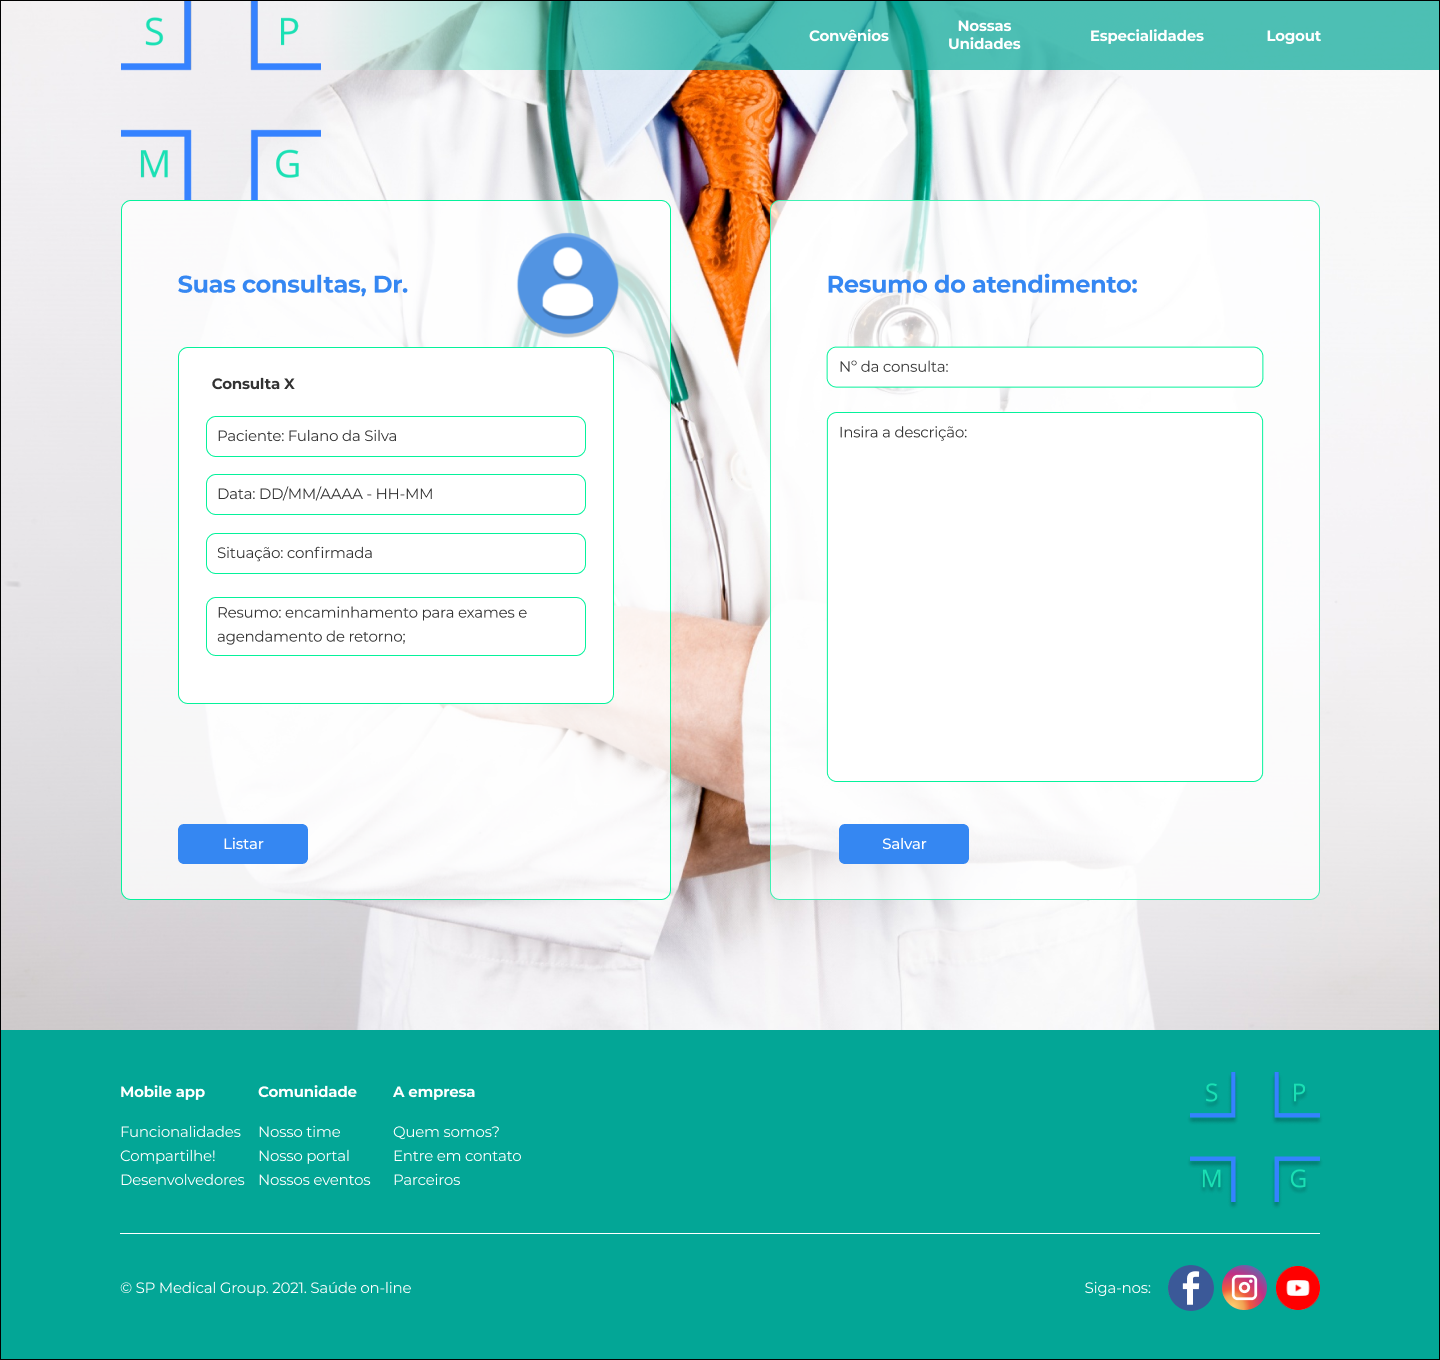 S P
M G
Convênios
Nossas
Unidades
Especialidades
Logout
Suas consultas, Dr.
Consulta X
Paciente: Fulano da Silva
Data: DD/MM/AAAA - HH-MM
Situação: confirmada
Resumo: encaminhamento para exames e
agendamento de retorno;
Listar
Resumo do atendimento:
Nº da consulta:
Insira a descrição:
Salvar
Mobile app
Funcionalidades
Compartilhe!
Desenvolvedores
Comunidade
Nosso time
Nosso portal
Nossos eventos
A empresa
Quem somos?
Entre em contato
Parceiros
S P
M G
© SP Medical Group. 2021. Saúde on-line
Siga-nos: